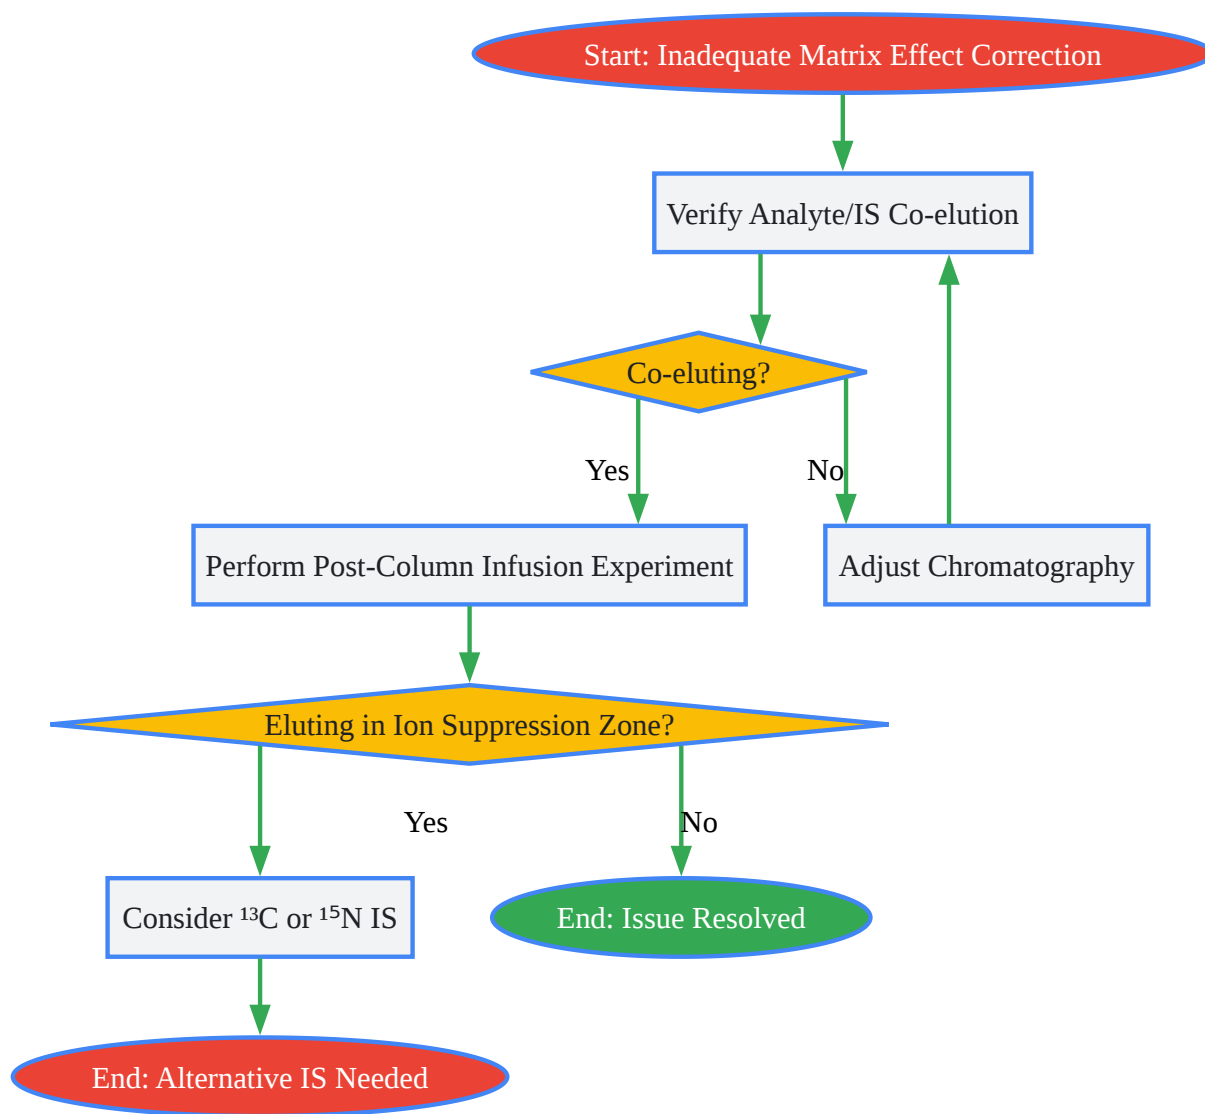 Start: Inadequate Matrix Effect Correction
Verify Analyte/IS Co-elution
Co-eluting?
Yes
No
Perform Post-Column Infusion Experiment
Adjust Chromatography
Eluting in Ion Suppression Zone?
Yes
No
Consider ¹³C or ¹⁵N IS
End: Issue Resolved
End: Alternative IS Needed